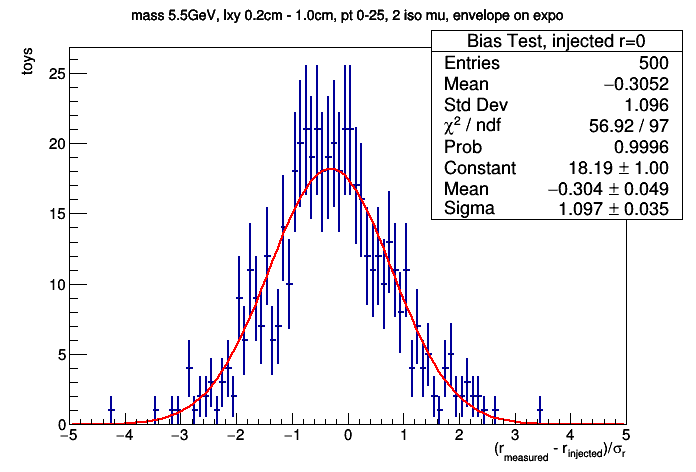 mass 5.5GeV, lxy 0.2cm - 1.0cm, pt 0-25, 2 iso mu, envelope on expo
toys
Bias Test, injected r=0
Entries 500
Mean −0.3052
Std Dev 1.096
χ² / ndf 56.92 / 97
Prob 0.9996
Constant 18.19 ± 1.00
Mean −0.304 ± 0.049
Sigma 1.097 ± 0.035
25
20
15
10
5
0
−5 −4 −3 −2 −1 0 1 2 3 4 5
(r_measured - r_injected)/σ_r